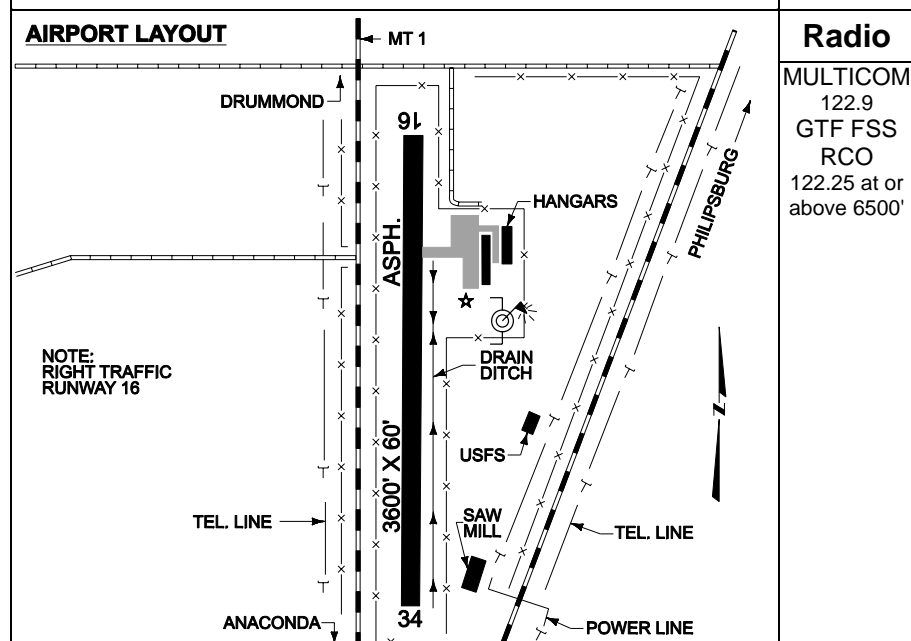 AIRPORT LAYOUT
MT 1
DRUMMOND
16
ASPH.
3600' X 60'
34
HANGARS
PHILIPSBURG
NOTE:
RIGHT TRAFFIC
RUNWAY 16
DRAIN
DITCH
N
USFS
TEL. LINE
SAW
MILL
TEL. LINE
ANACONDA
POWER LINE
Radio
MULTICOM
122.9
GTF FSS
RCO
122.25 at or
above 6500'